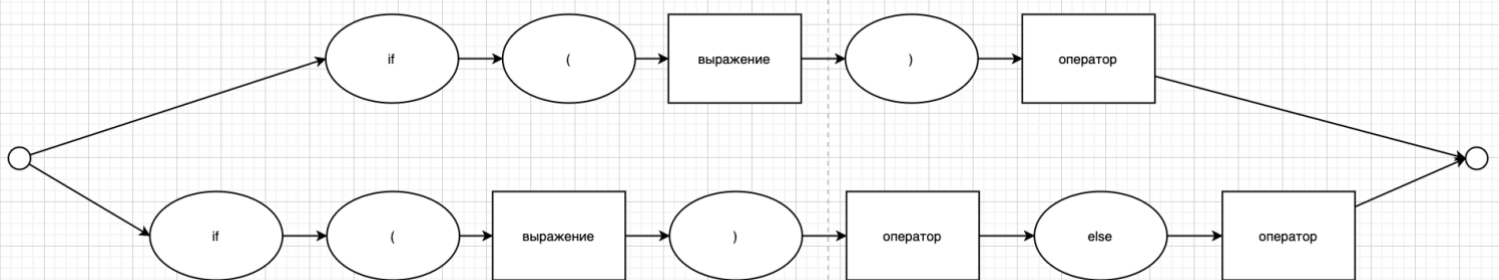 if ( выражение ) оператор
if ( выражение ) оператор else оператор